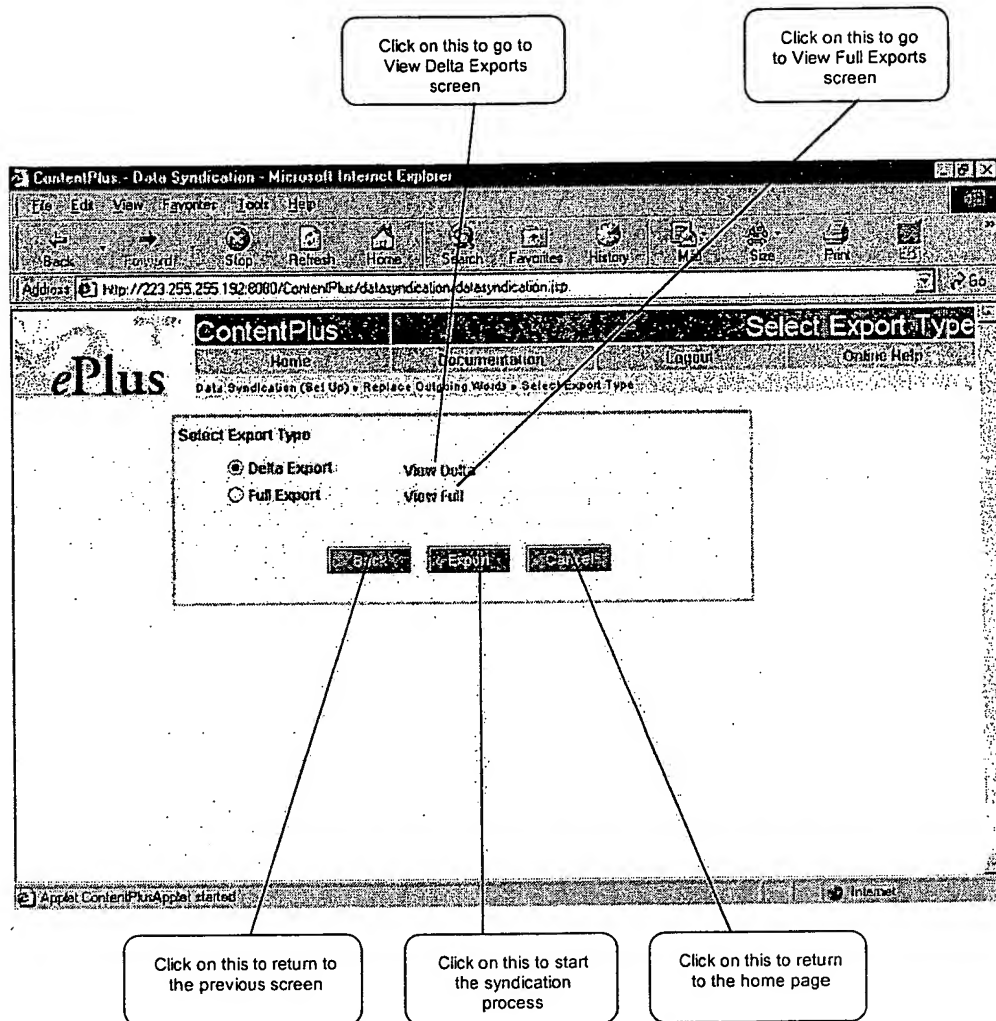 Click on this to go to
View Delta Exports
screen
Click on this to go
to View Full Exports
screen
ContentPlus - Data Syndication - Microsoft Internet Explorer
File Edit View Favorites Tools Help
Back Forward Stop Refresh Home Search Favorites History Mail Size Print
Address http://223.255.255.192:8080/ContentPlus/datasyndication/datasyndication.jsp Go
ePlus
ContentPlus Select Export Type
Home Documentation Logout Online Help
Data Syndication (Set Up) » Replace Outgoing Words » Select Export Type
Select Export Type
Delta Export View Delta
Full Export View Full
Back Export Cancel
Applet ContentPlusApplet started Internet
Click on this to return to
the previous screen
Click on this to start
the syndication
process
Click on this to return
to the home page